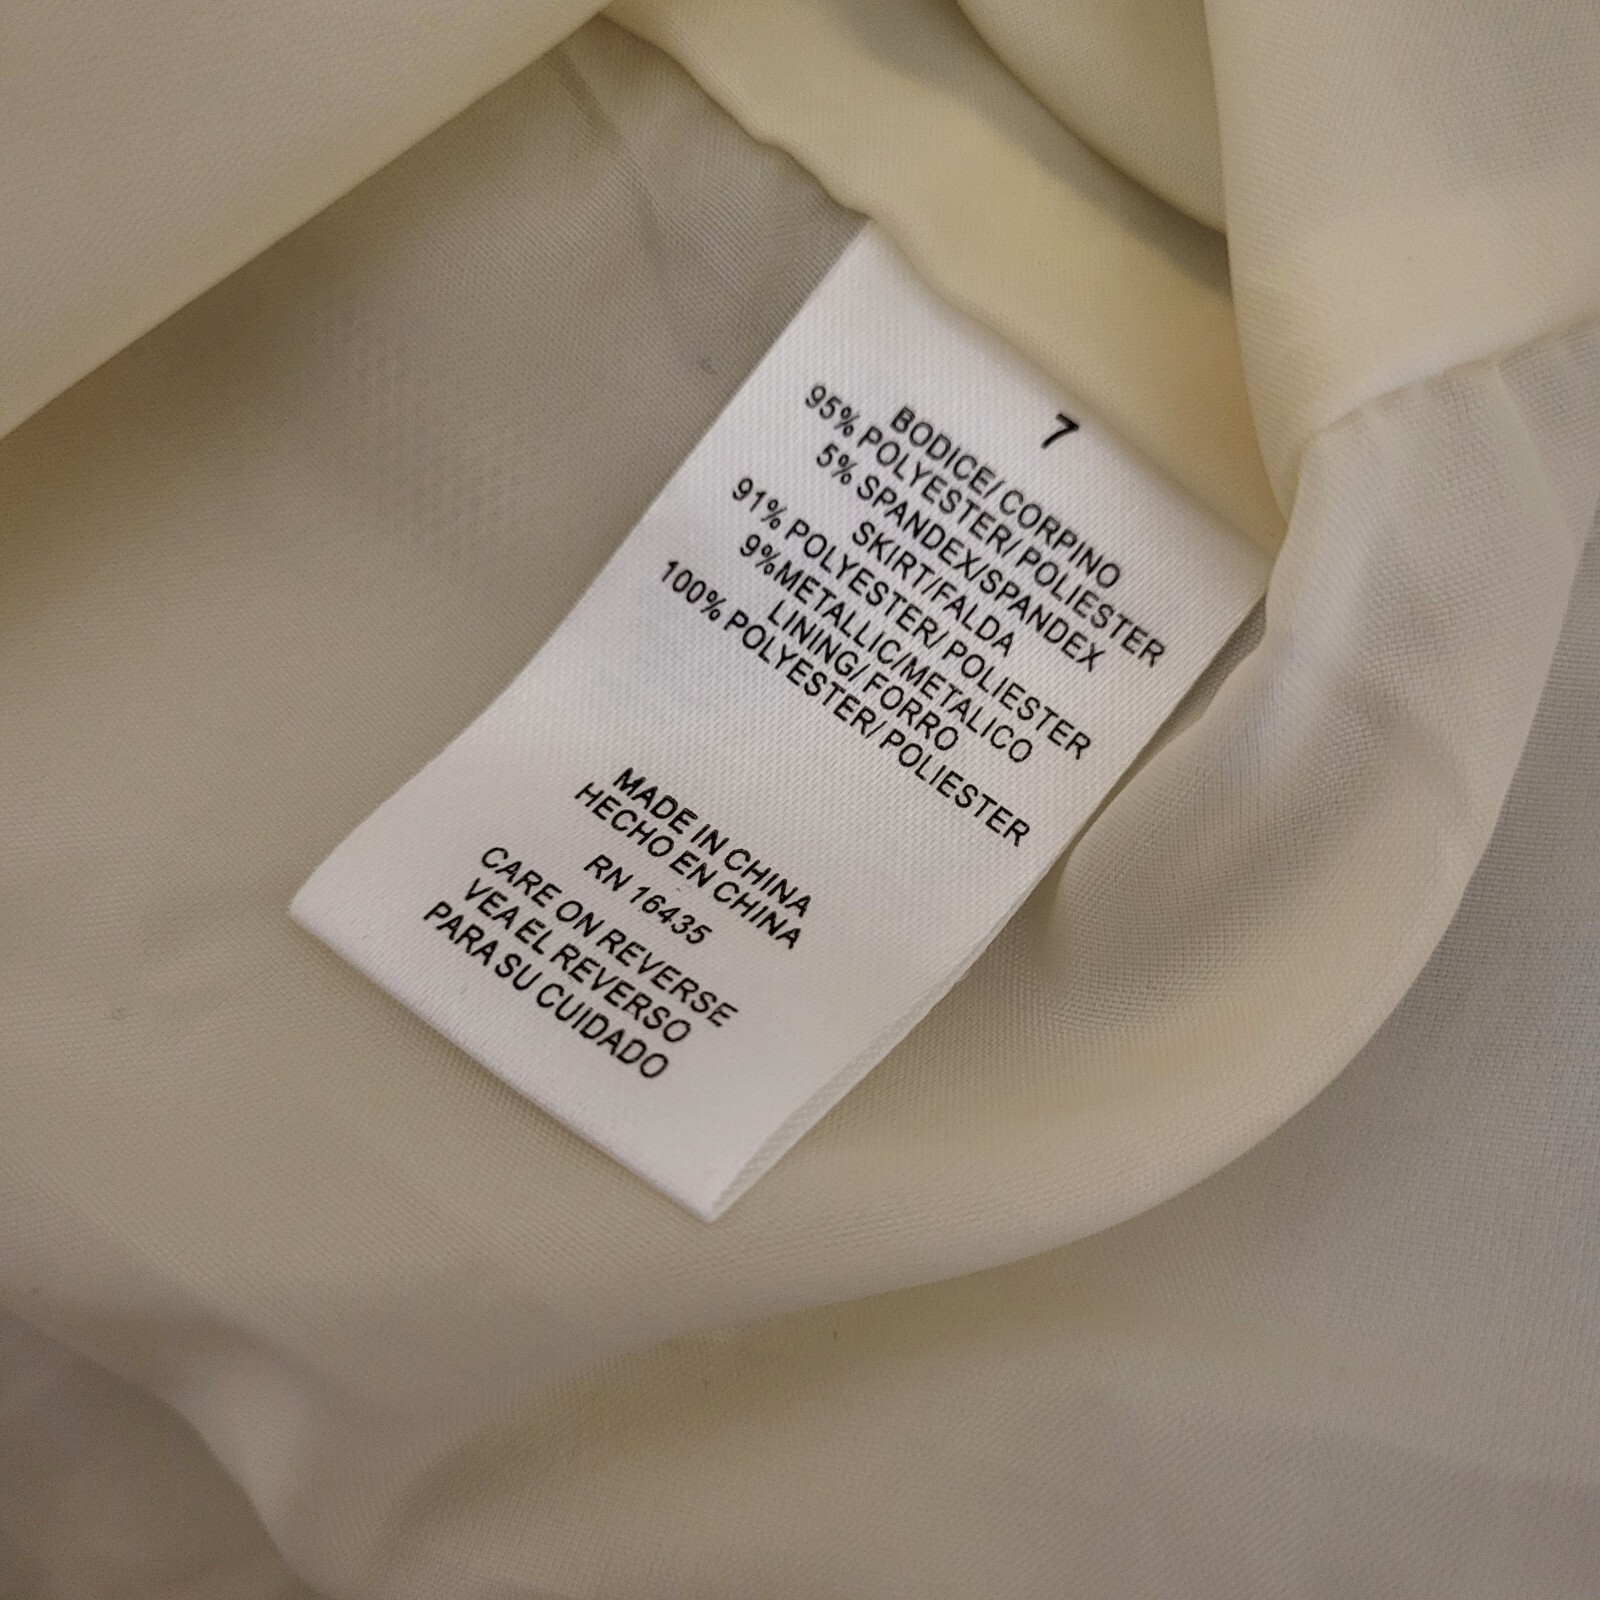 7
BODICE/ CORPINO
95% POLYESTER/ POLIESTER
5% SPANDEX/SPANDEX
SKIRT/FALDA
91% POLYESTER/ POLIESTER
9%METALLIC/METALICO
LINING/ FORRO
100% POLYESTER/ POLIESTER
MADE IN CHINA
HECHO EN CHINA
RN 16435
CARE ON REVERSE
VEA EL REVERSO
PARA SU CUIDADO